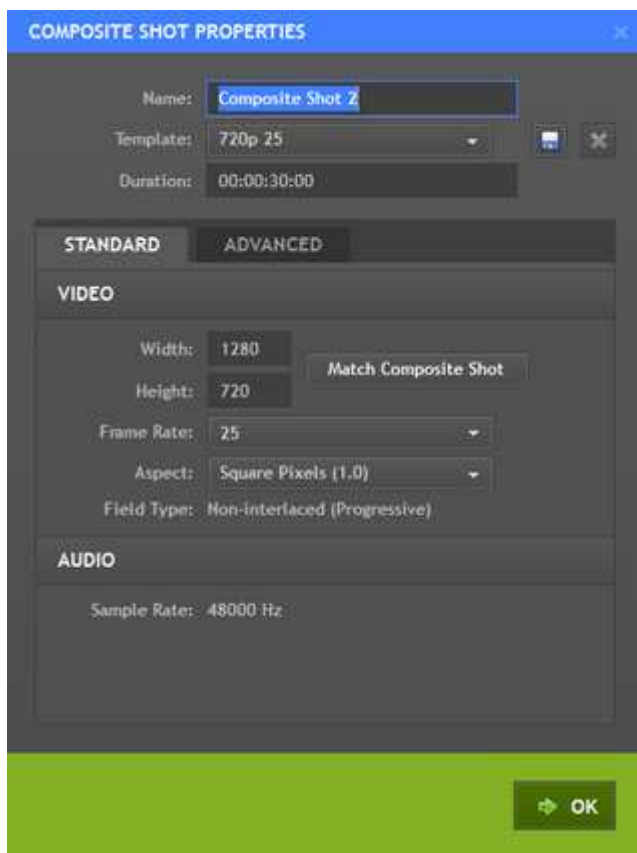 COMPOSITE SHOT PROPERTIES
Name: Composite Shot 2
Template: 720p 25
Duration: 00:00:30:00
STANDARD ADVANCED
VIDEO
Width: 1280
Match Composite Shot
Height: 720
Frame Rate: 25
Aspect: Square Pixels (1.0)
Field Type: Non-interlaced (Progressive)
AUDIO
Sample Rate: 48000 Hz
OK